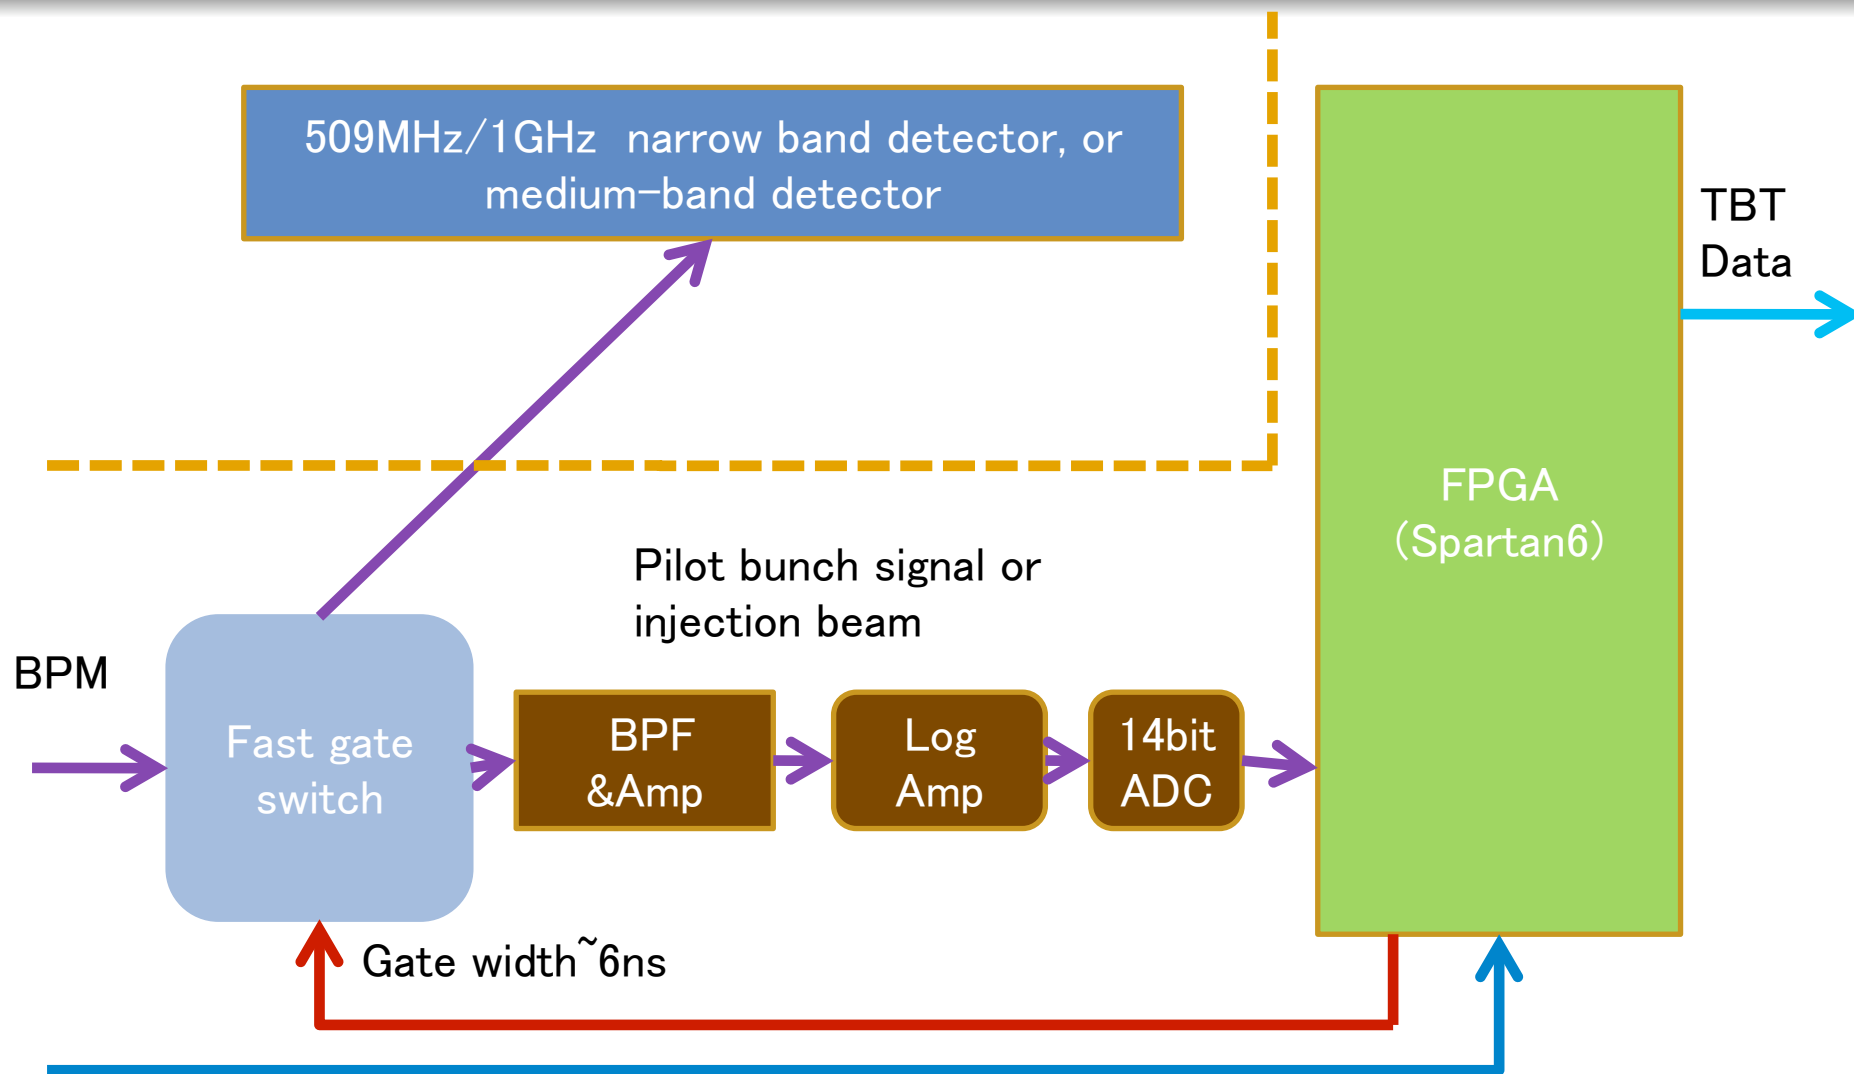 509MHz/1GHz narrow band detector, or
medium-band detector
TBT
Data
FPGA
(Spartan6)
Pilot bunch signal or
injection beam
BPM
Fast gate
switch
BPF
&Amp
Log
Amp
14bit
ADC
Gate width~6ns